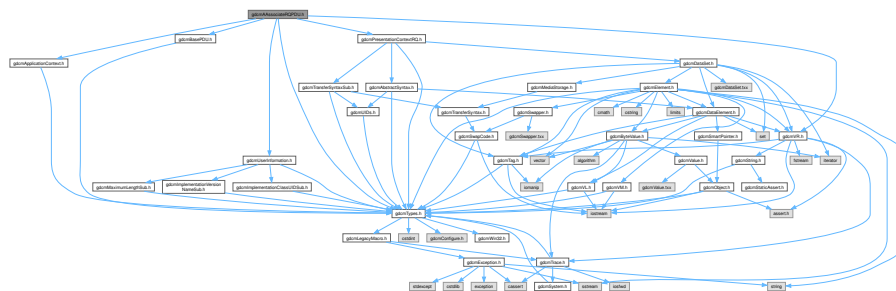 gdcmAAssociateRQPDU.h
gdcmBasePDU.h
gdcmPresentationContextRQ.h
gdcmApplicationContext.h
gdcmDataSet.h
gdcmTransferSyntaxSub.h
gdcmAbstractSyntax.h
gdcmMediaStorage.h
gdcmElement.h
gdcmDataSet.txx
gdcmUIDs.h
gdcmTransferSyntax.h
gdcmSwapper.h
cmath
cstring
limits
gdcmDataElement.h
gdcmSwapCode.h
gdcmSwapper.txx
gdcmByteValue.h
gdcmSmartPointer.h
set
gdcmVR.h
gdcmUserInformation.h
gdcmTag.h
vector
algorithm
gdcmValue.h
gdcmString.h
fstream
iterator
gdcmMaximumLengthSub.h
gdcmImplementationVersion
NameSub.h
gdcmImplementationClassUIDSub.h
iomanip
gdcmVL.h
gdcmVM.h
gdcmValue.txx
gdcmObject.h
gdcmStaticAssert.h
gdcmTypes.h
iostream
assert.h
gdcmLegacyMacro.h
cstdint
gdcmConfigure.h
gdcmWin32.h
gdcmException.h
gdcmTrace.h
stdexcept
cstdlib
exception
cassert
gdcmSystem.h
sstream
iosfwd
string